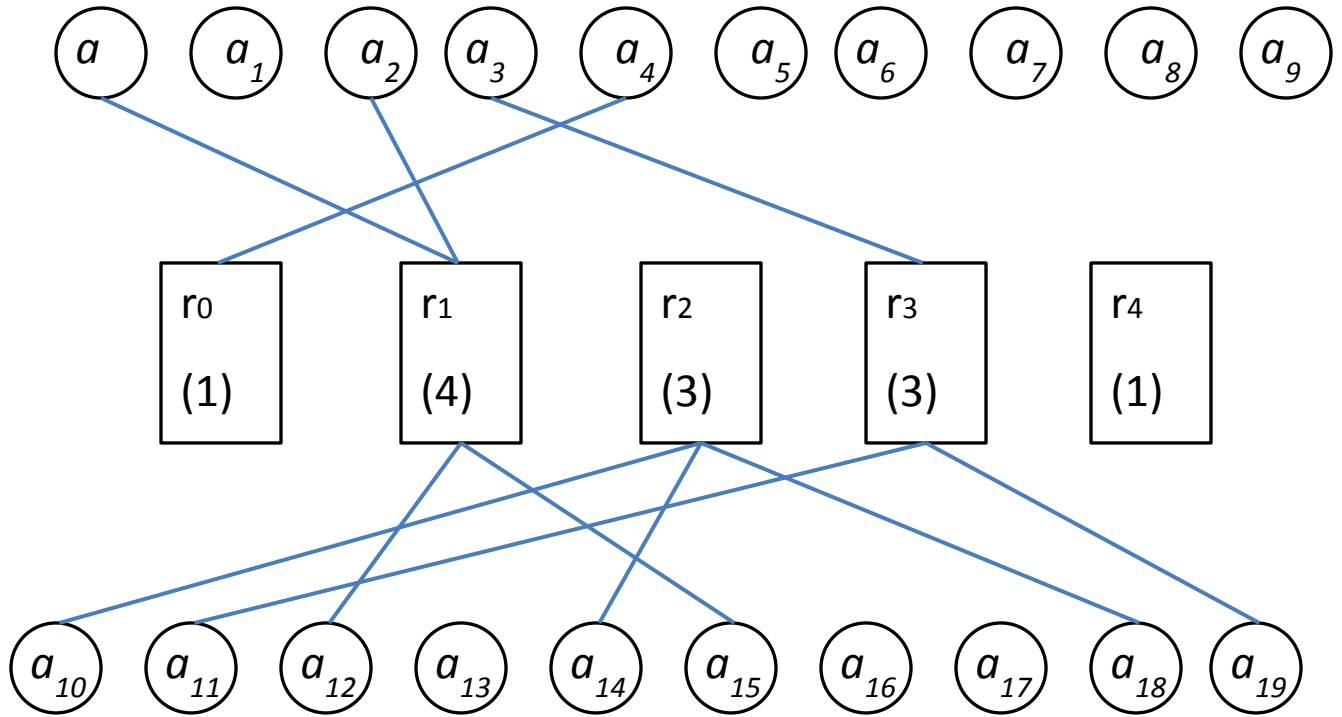 a a1 a2 a3 a4 a5 a6 a7 a8 a9
r0 r1 r2 r3 r4
(1) (4) (3) (3) (1)
a10 a11 a12 a13 a14 a15 a16 a17 a18 a19